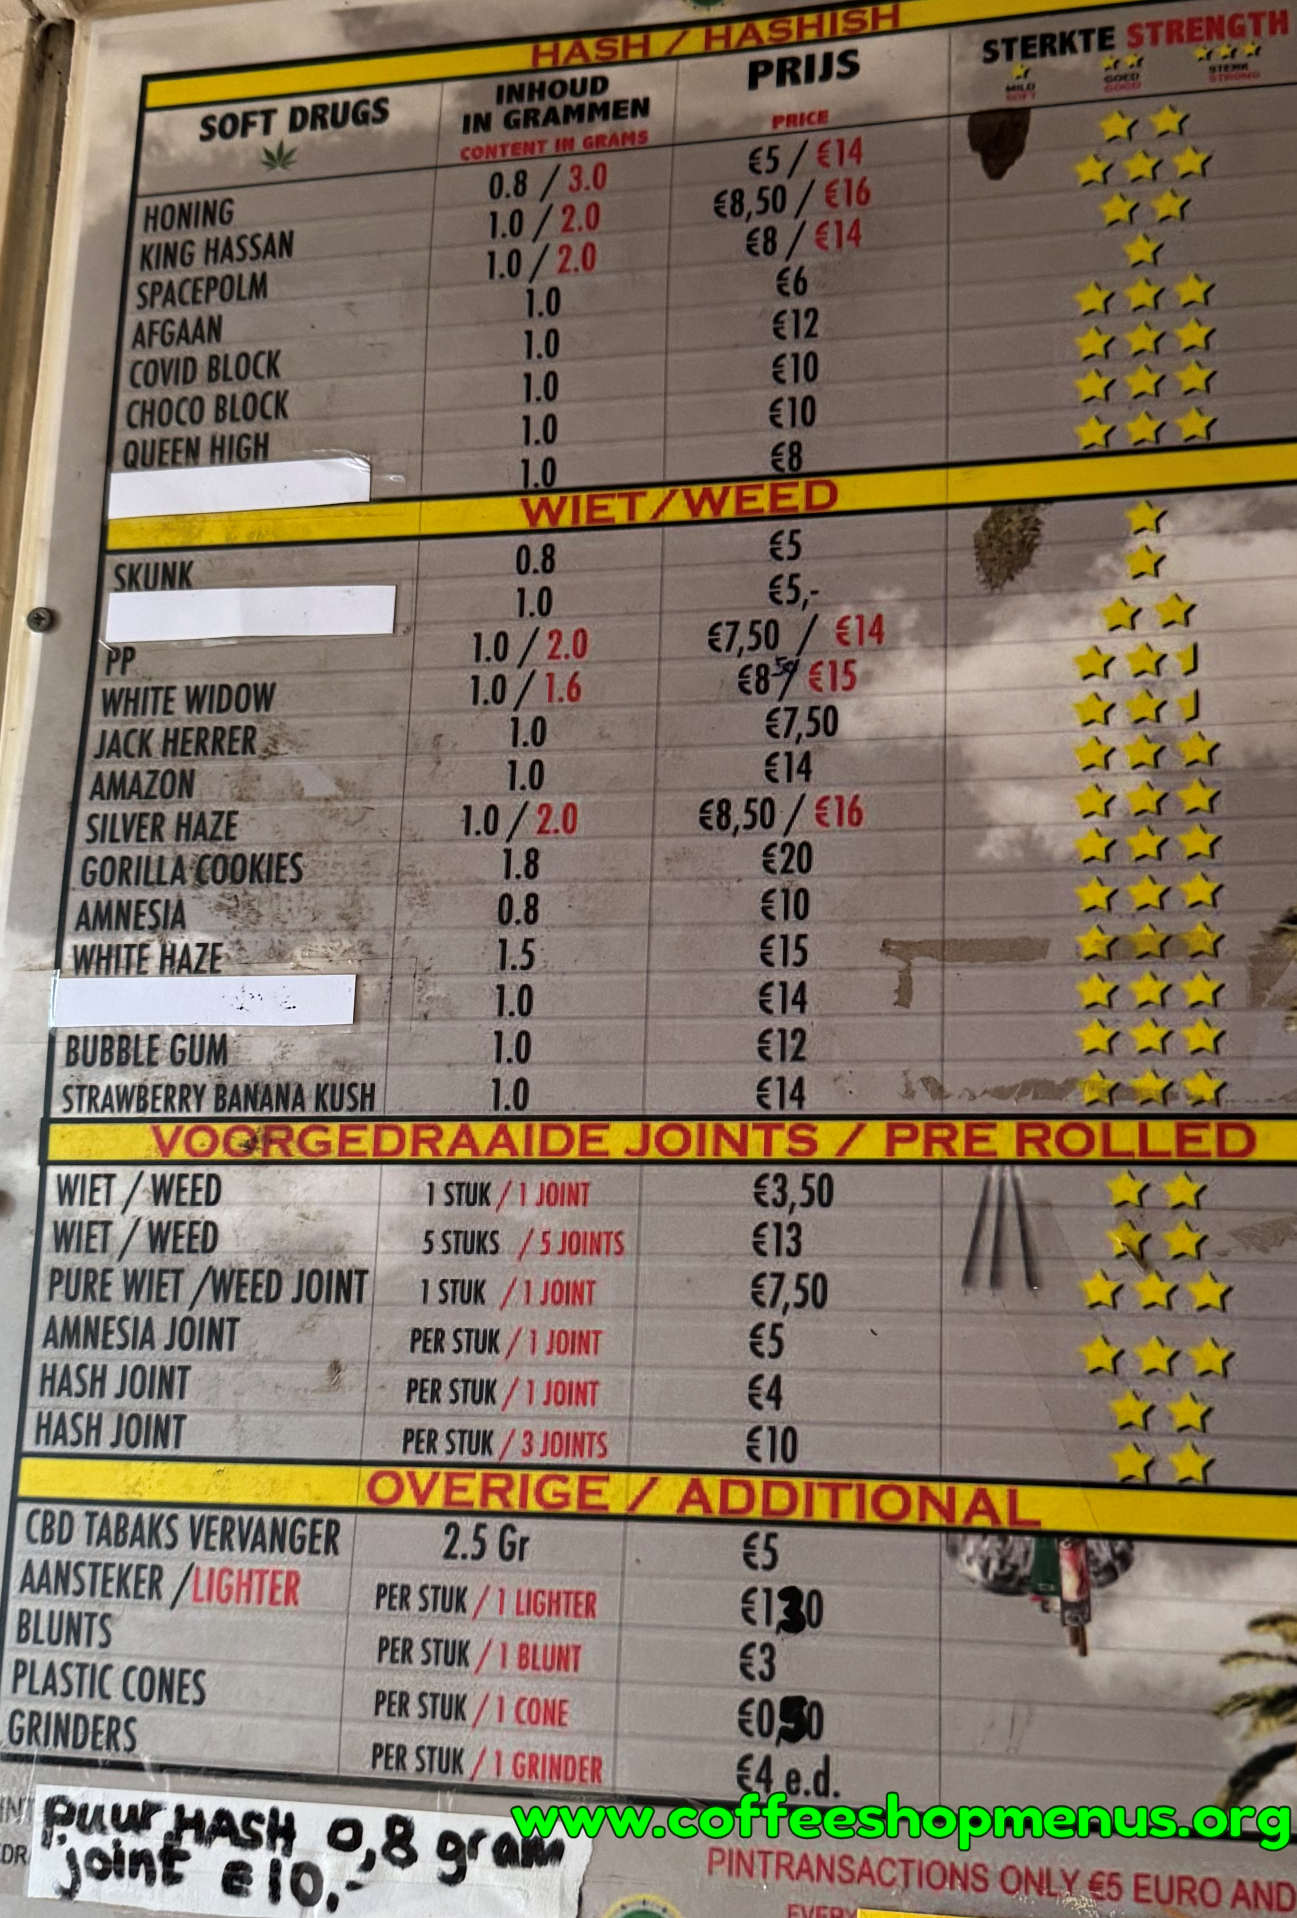 HASH / HASHISH
SOFT DRUGS INHOUD IN GRAMMEN CONTENT IN GRAMS PRIJS PRICE STERKTE STRENGTH
MILD SOFT GOED GOOD STERK STRONG
HONING 0.8 / 3.0 €5 / €14
KING HASSAN 1.0 / 2.0 €8,50 / €16
SPACEPOLM 1.0 / 2.0 €8 / €14
AFGAAN 1.0 €6
COVID BLOCK 1.0 €12
CHOCO BLOCK 1.0 €10
QUEEN HIGH 1.0 €10
1.0 €8
WIET/WEED
SKUNK 0.8 €5
1.0 €5,-
PP 1.0 / 2.0 €7,50 / €14
WHITE WIDOW 1.0 / 1.6 €8 50 / €15
JACK HERRER 1.0 €7,50
AMAZON 1.0 €14
SILVER HAZE 1.0 / 2.0 €8,50 / €16
GORILLA COOKIES 1.8 €20
AMNESIA 0.8 €10
WHITE HAZE 1.5 €15
1.0 €14
BUBBLE GUM 1.0 €12
STRAWBERRY BANANA KUSH 1.0 €14
VOORGEDRAAIDE JOINTS / PRE ROLLED
WIET / WEED 1 STUK / 1 JOINT €3,50
WIET / WEED 5 STUKS / 5 JOINTS €13
PURE WIET /WEED JOINT 1 STUK / 1 JOINT €7,50
AMNESIA JOINT PER STUK / 1 JOINT €5
HASH JOINT PER STUK / 1 JOINT €4
HASH JOINT PER STUK / 3 JOINTS €10
OVERIGE / ADDITIONAL
CBD TABAKS VERVANGER 2.5 Gr €5
AANSTEKER /LIGHTER PER STUK / 1 LIGHTER €1,30
BLUNTS PER STUK / 1 BLUNT €3
PLASTIC CONES PER STUK / 1 CONE €0,50
GRINDERS PER STUK / 1 GRINDER €4 e.d.
puur HASH 0,8 gram
joint €10,-
www.coffeeshopmenus.org
PINTRANSACTIONS ONLY €5 EURO AND
EVERY